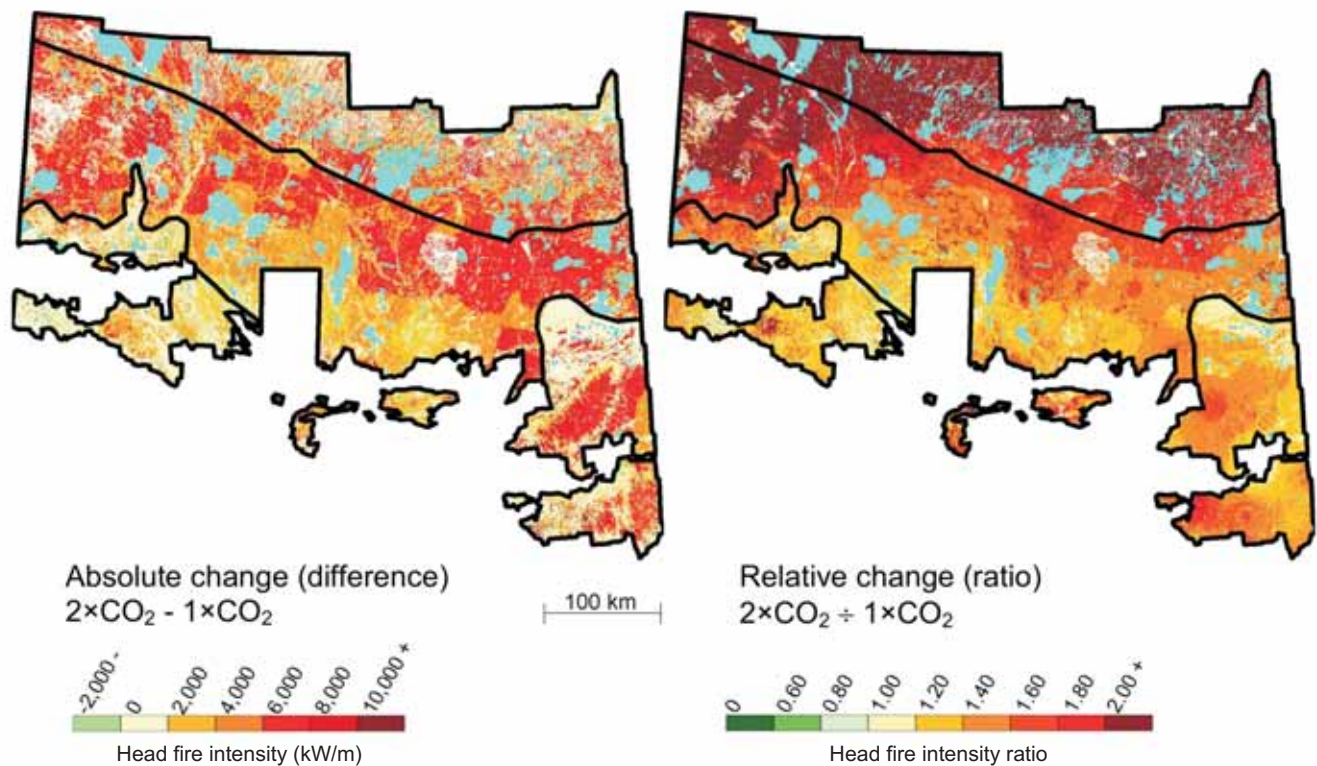 Absolute change (difference)
2×CO₂ - 1×CO₂
100 km
-2,000 -
0
2,000
4,000
6,000
8,000
10,000 +
Head fire intensity (kW/m)
Relative change (ratio)
2×CO₂ ÷ 1×CO₂
0
0.60
0.80
1.00
1.20
1.40
1.60
1.80
2.00 +
Head fire intensity ratio